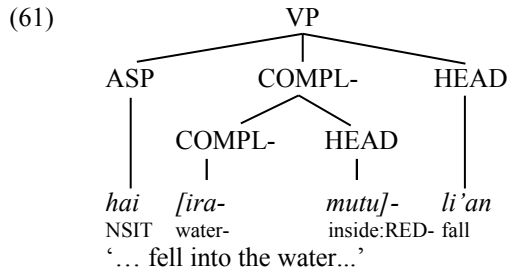 (61) VP
ASP COMPL- HEAD
COMPL- HEAD
hai [ira- mutu]- li’an
NSIT water- inside:RED- fall
‘… fell into the water...’